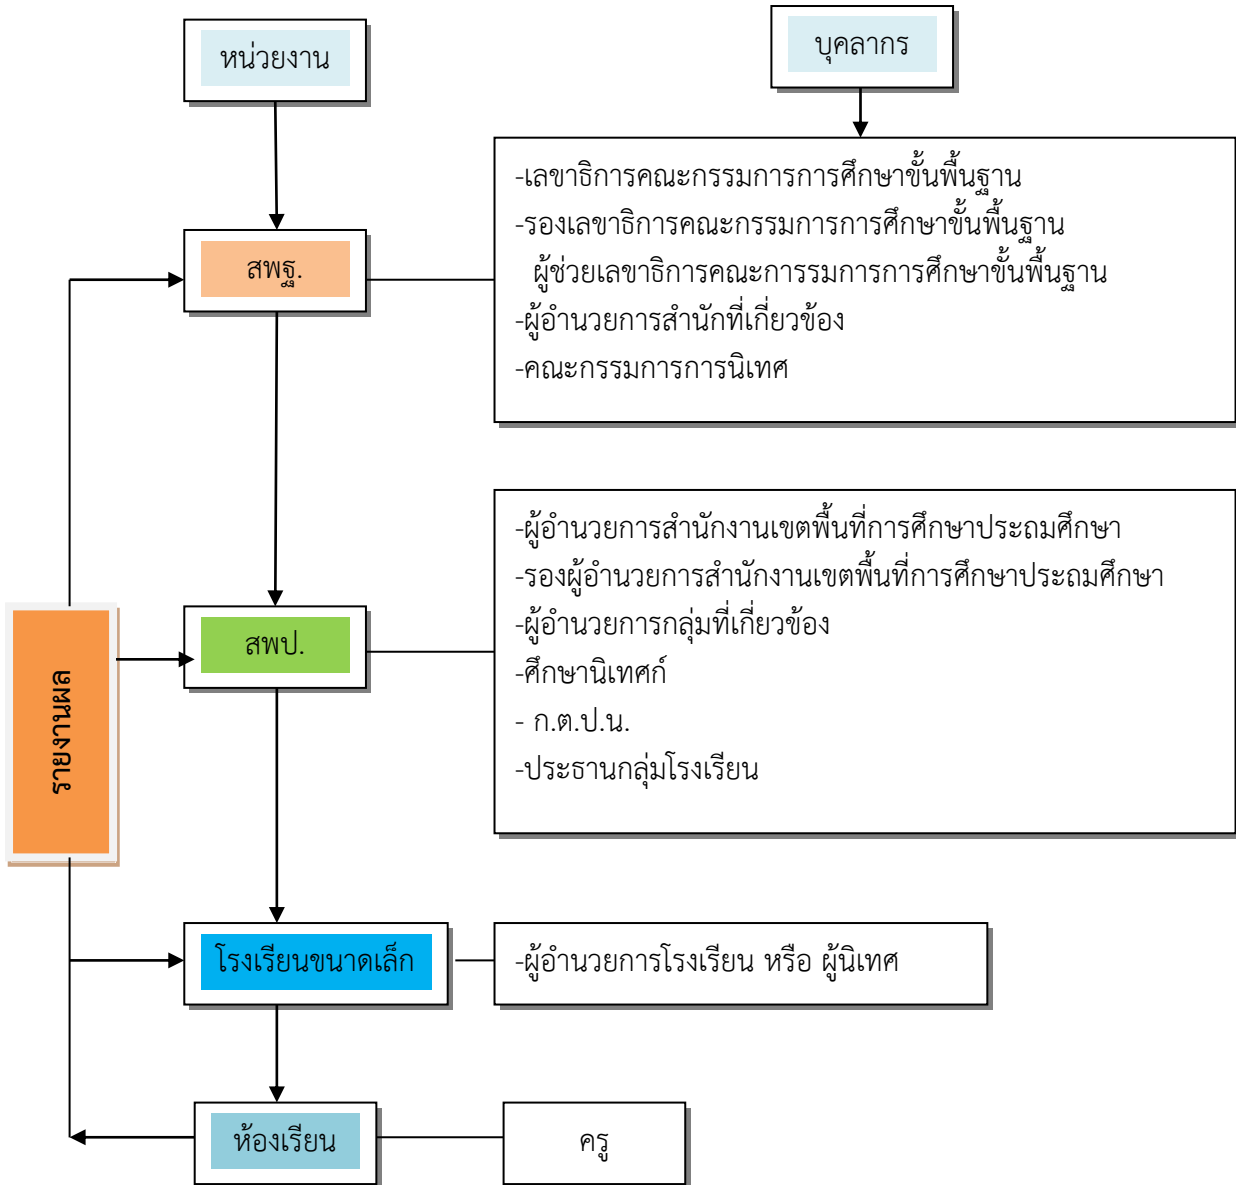 หน่วยงาน
บุคลากร
-เลขาธิการคณะกรรมการการศึกษาขั้นพื้นฐาน
-รองเลขาธิการคณะกรรมการการศึกษาขั้นพื้นฐาน
ผู้ช่วยเลขาธิการคณะการรมการการศึกษาขั้นพื้นฐาน
-ผู้อำนวยการสำนักที่เกี่ยวข้อง
-คณะกรรมการการนิเทศ
สพฐ.
-ผู้อำนวยการสำนักงานเขตพื้นที่การศึกษาประถมศึกษา
-รองผู้อำนวยการสำนักงานเขตพื้นที่การศึกษาประถมศึกษา
-ผู้อำนวยการกลุ่มที่เกี่ยวข้อง
-ศึกษานิเทศก์
- ก.ต.ป.น.
-ประธานกลุ่มโรงเรียน
สพป.
รายงานผล
โรงเรียนขนาดเล็ก
-ผู้อำนวยการโรงเรียน หรือ ผู้นิเทศ
ห้องเรียน
ครู